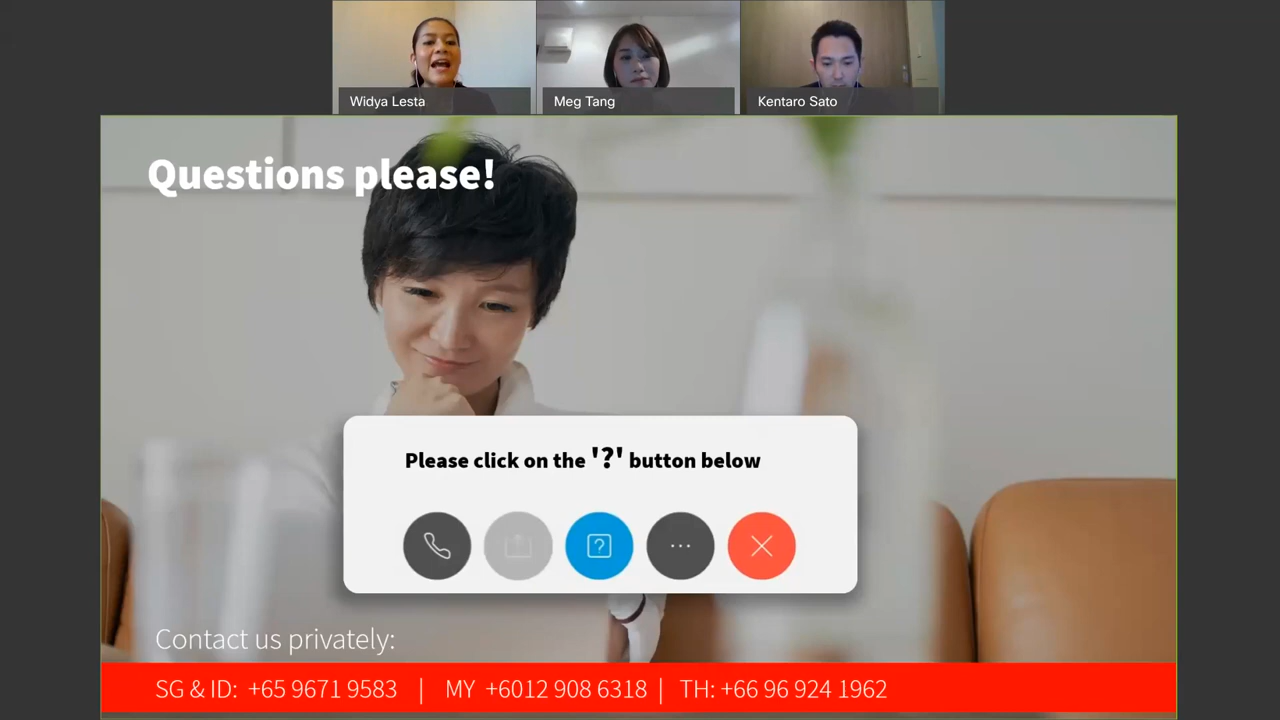 Widya Lesta
Meg Tang
Kentaro Sato
Questions please!
Please click on the '?' button below
?
Contact us privately:
SG & ID: +65 9671 9583 | MY +6012 908 6318 | TH: +66 96 924 1962